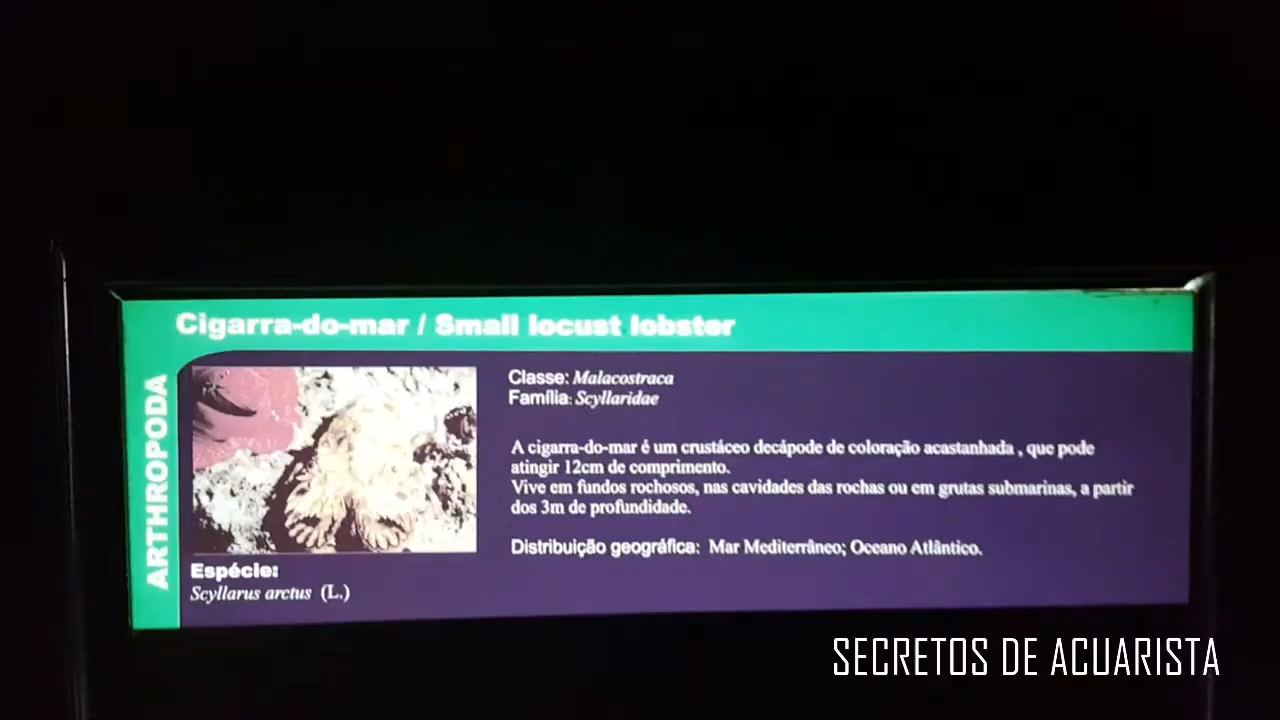 Cigarra-do-mar / Small locust lobster
ARTHROPODA
Classe: Malacostraca
Família: Scyllaridae
A cigarra-do-mar é um crustáceo decápode de coloração acastanhada , que pode
atingir 12cm de comprimento.
Vive em fundos rochosos, nas cavidades das rochas ou em grutas submarinas, a partir
dos 3m de profundidade.
Distribuição geográfica: Mar Mediterrâneo; Oceano Atlântico.
Espécie:
Scyllarus arctus (L.)
SECRETOS DE ACUARISTA